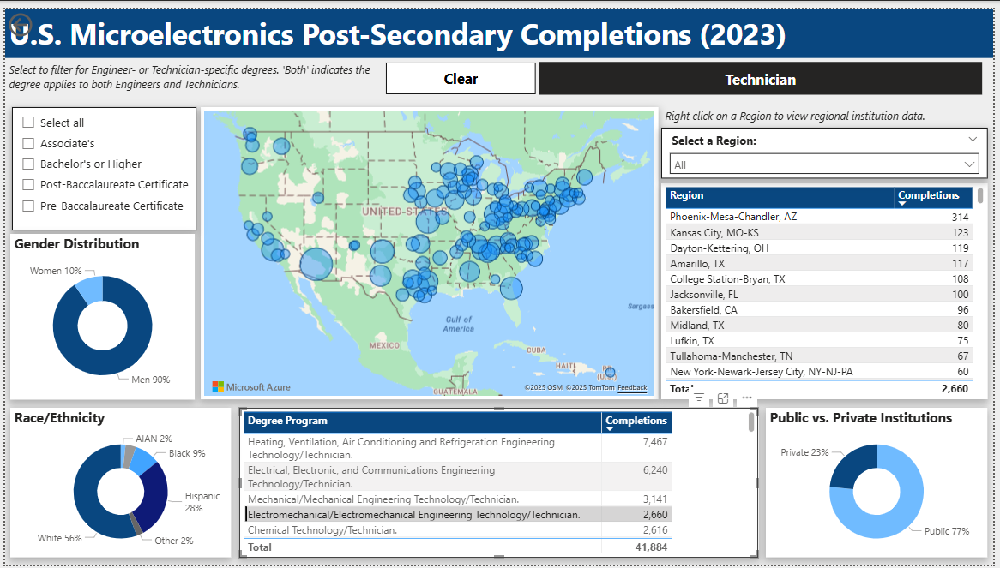 U.S. Microelectronics Post-Secondary Completions (2023)
Select to filter for Engineer- or Technician-specific degrees. 'Both' indicates the
degree applies to both Engineers and Technicians.
Clear
Technician
Select all
Associate's
Bachelor's or Higher
Post-Baccalaureate Certificate
Pre-Baccalaureate Certificate
Gender Distribution
Women 10%
Men 90%
UNITED STATES
MEXICO
Gulf of
America
CUBA
HAITI
PR
(U.S.)
GUATEMALA
Sargass
Microsoft Azure
©2025 OSM ©2025 TomTom Feedback
Right click on a Region to view regional institution data.
Select a Region:
All
Region Completions
Phoenix-Mesa-Chandler, AZ 314
Kansas City, MO-KS 123
Dayton-Kettering, OH 119
Amarillo, TX 117
College Station-Bryan, TX 108
Jacksonville, FL 100
Bakersfield, CA 96
Midland, TX 80
Lufkin, TX 75
Tullahoma-Manchester, TN 67
New York-Newark-Jersey City, NY-NJ-PA 60
Total 2,660
Race/Ethnicity
AIAN 2%
Black 9%
Hispanic
28%
Other 2%
White 56%
Degree Program Completions
Heating, Ventilation, Air Conditioning and Refrigeration Engineering 7,467
Technology/Technician.
Electrical, Electronic, and Communications Engineering 6,240
Technology/Technician.
Mechanical/Mechanical Engineering Technology/Technician. 3,141
Electromechanical/Electromechanical Engineering Technology/Technician. 2,660
Chemical Technology/Technician. 2,616
Total 41,884
Public vs. Private Institutions
Private 23%
Public 77%